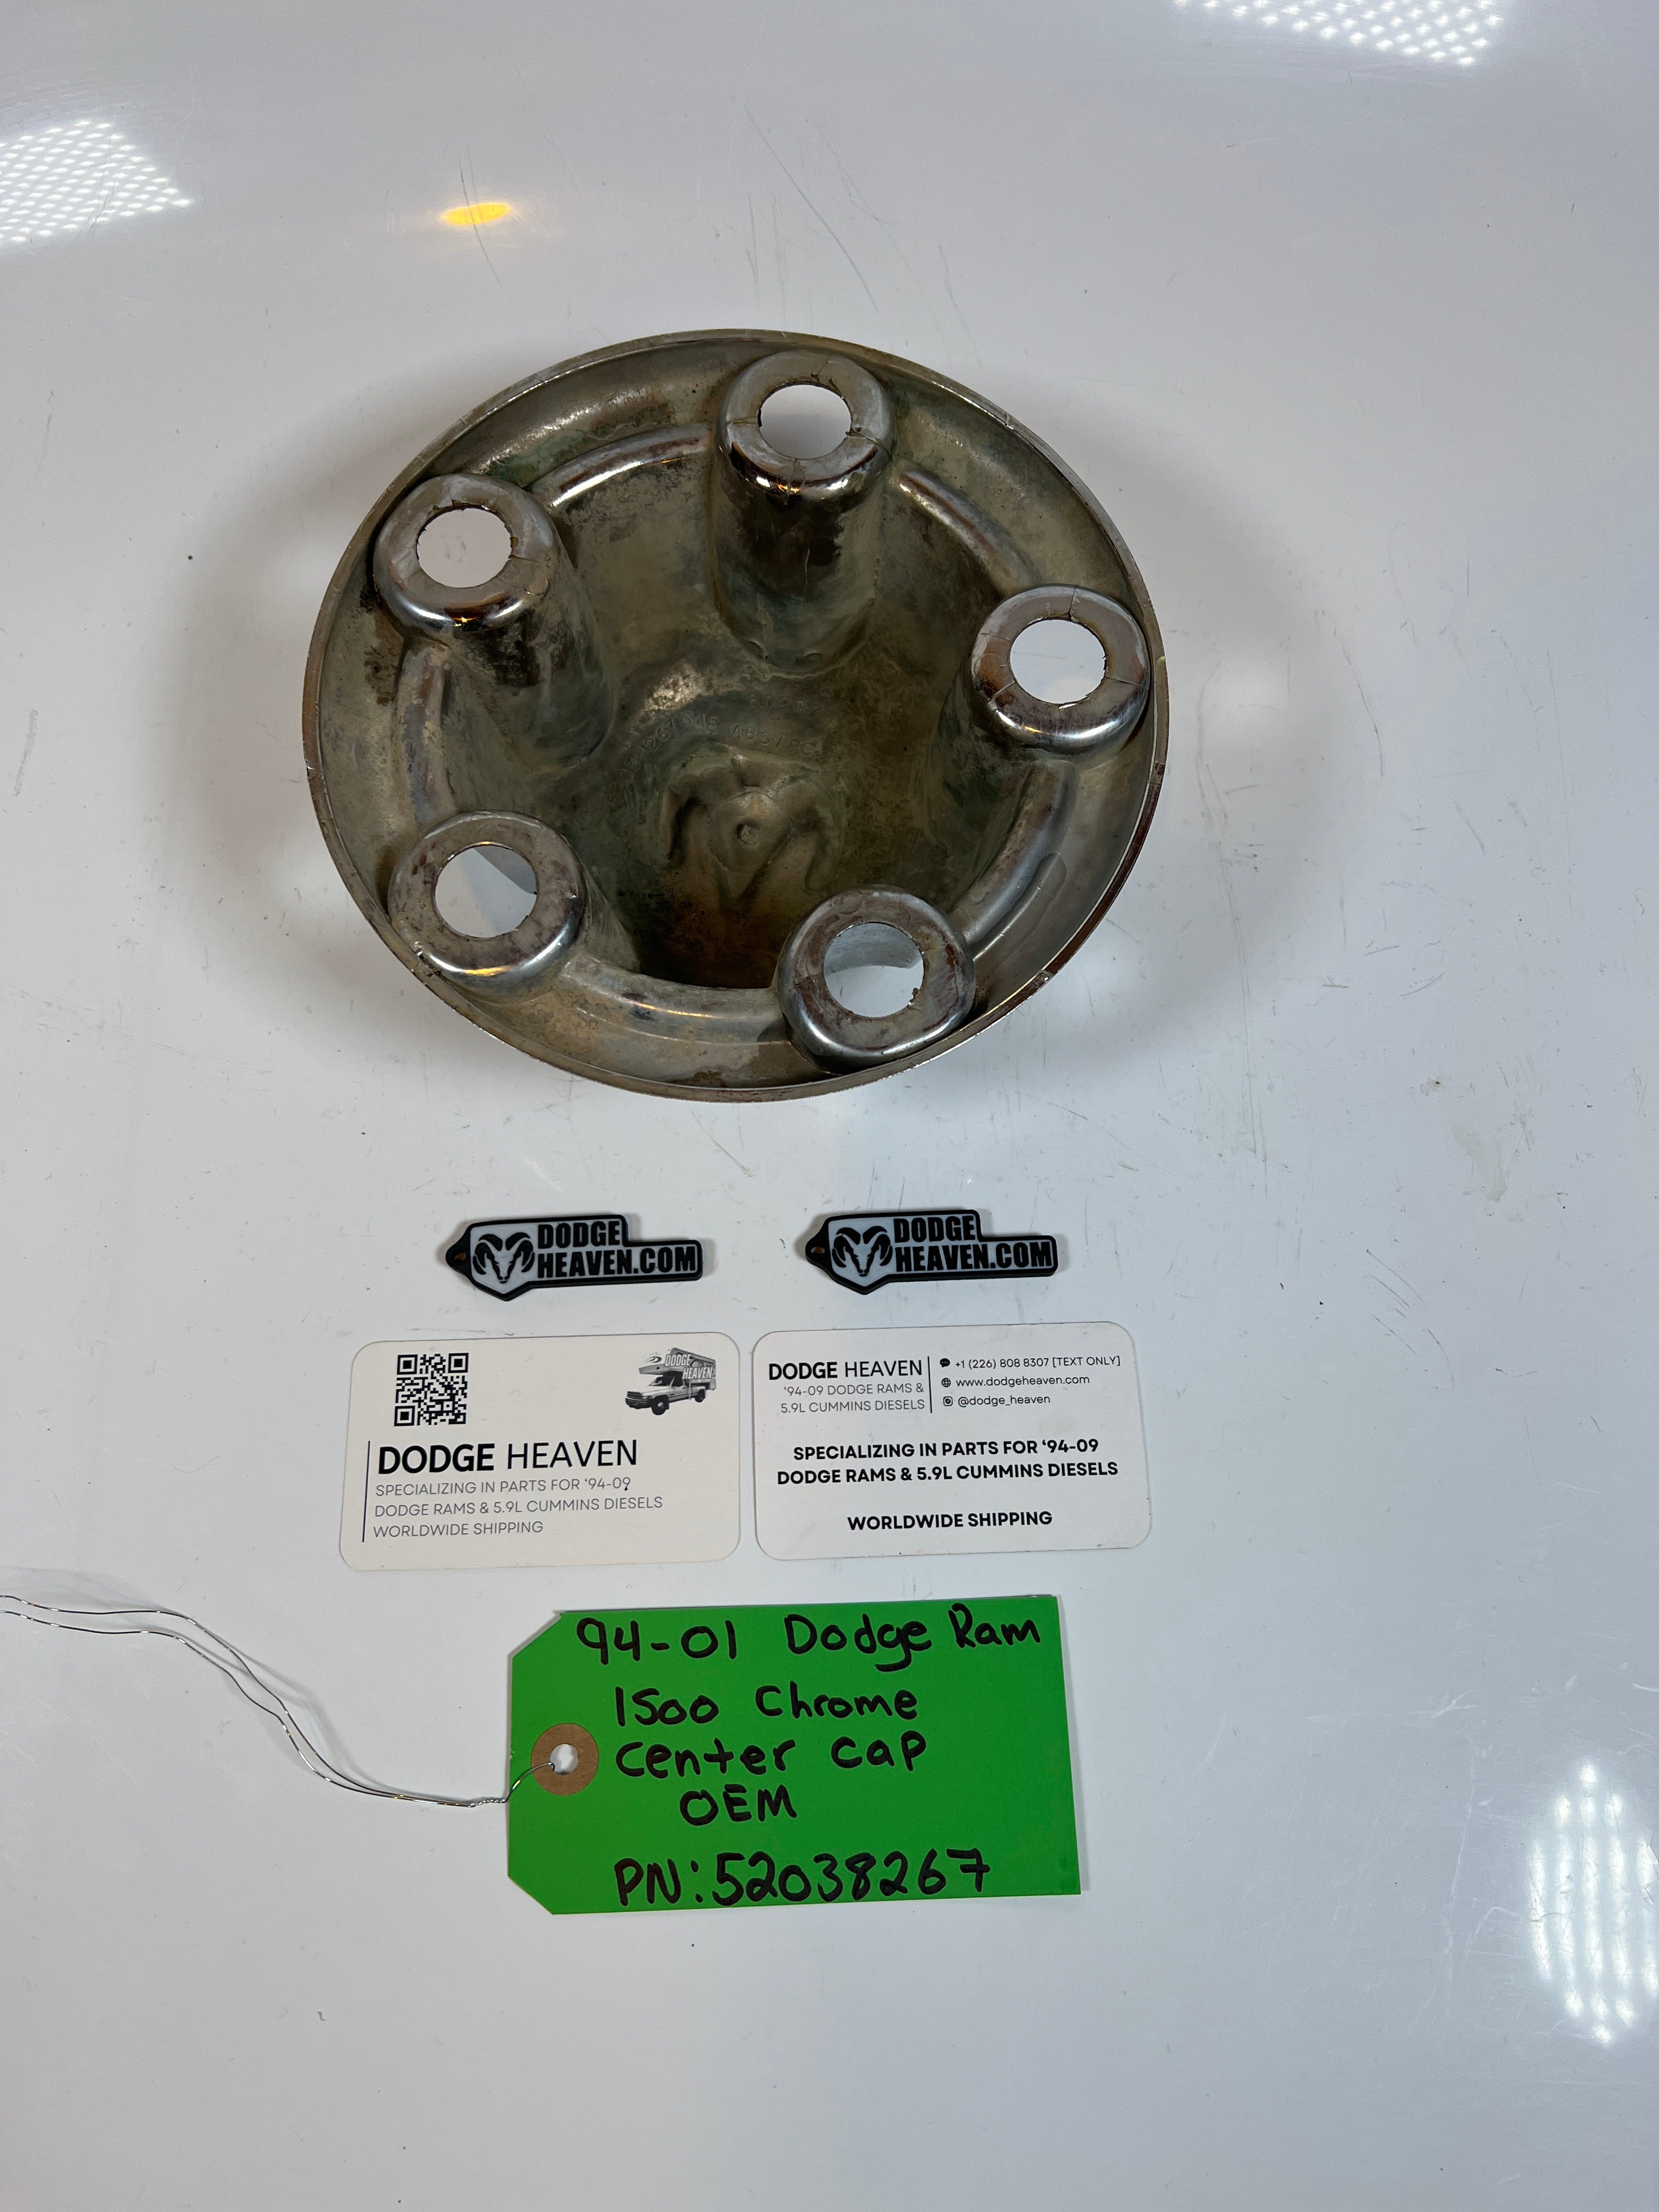 DODGE
HEAVEN.COM
DODGE
HEAVEN.COM
DODGE
HEAVEN
DODGE HEAVEN
SPECIALIZING IN PARTS FOR '94-09
DODGE RAMS & 5.9L CUMMINS DIESELS
WORLDWIDE SHIPPING
DODGE HEAVEN
'94-09 DODGE RAMS &
5.9L CUMMINS DIESELS
+1 (226) 808 8307 [TEXT ONLY]
www.dodgeheaven.com
@dodge_heaven
SPECIALIZING IN PARTS FOR '94-09
DODGE RAMS & 5.9L CUMMINS DIESELS
WORLDWIDE SHIPPING
94-01 Dodge Ram
1500 Chrome
Center Cap
OEM
PN:52038267